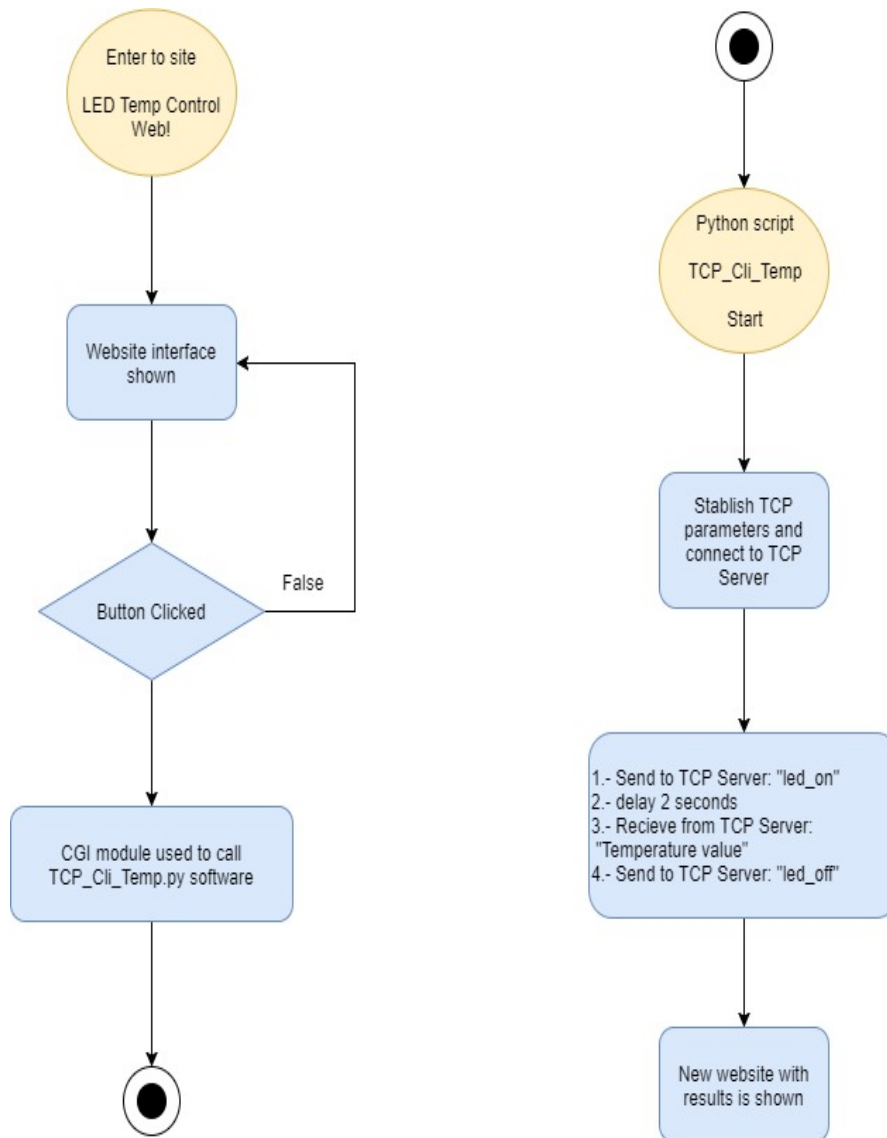 Enter to site
LED Temp Control
Web!
Website interface
shown
Button Clicked
False
CGI module used to call
TCP_Cli_Temp.py software
Python script
TCP_Cli_Temp
Start
Stablish TCP
parameters and
connect to TCP
Server
1.- Send to TCP Server: "led_on"
2.- delay 2 seconds
3.- Recieve from TCP Server:
"Temperature value"
4.- Send to TCP Server: "led_off"
New website with
results is shown